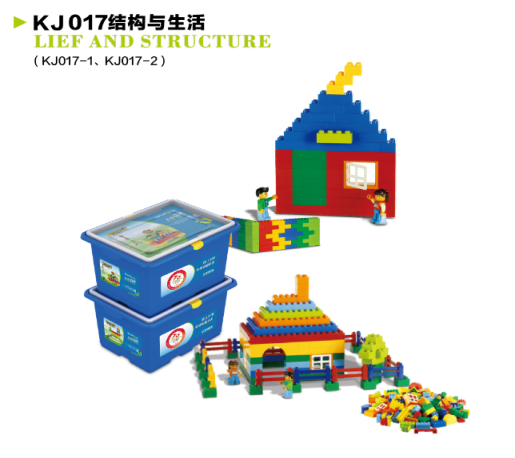 KJ 017结构与生活
LIEF AND STRUCTURE
( KJ017-1、KJ017-2 )